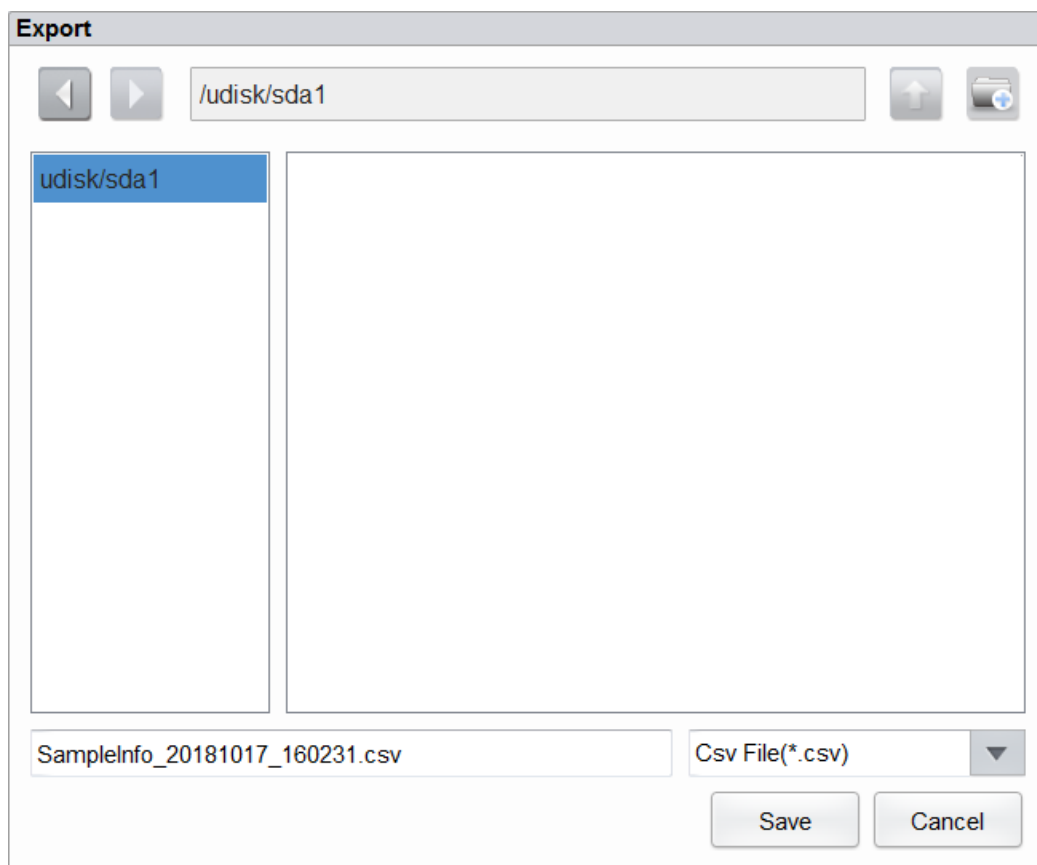 Export
/udisk/sda1
udisk/sda1
SampleInfo_20181017_160231.csv
Csv File(*.csv)
Save
Cancel